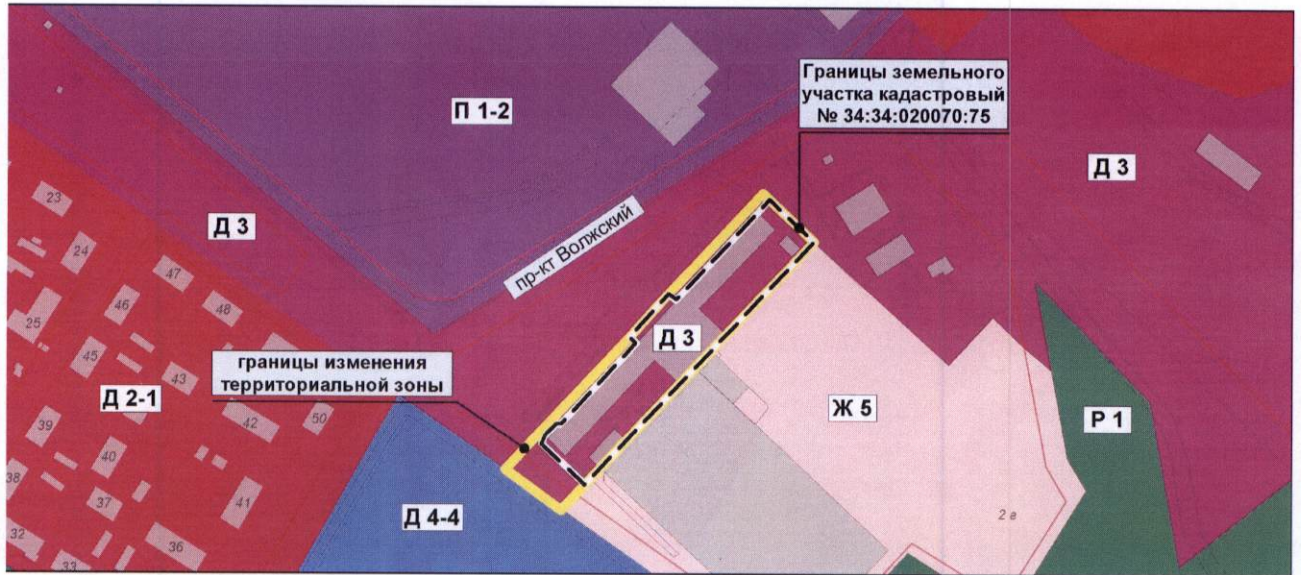 П 1-2
Границы земельного
участка кадастровый
№ 34:34:020070:75
Д 3
Д 3
пр-кт Волжский
23
24
47
46
48
25
45
43
границы изменения
территориальной зоны
Д 3
Д 2-1
42
50
Ж 5
Р 1
39
40
38
37
41
Д 4-4
2 е
32
36
33